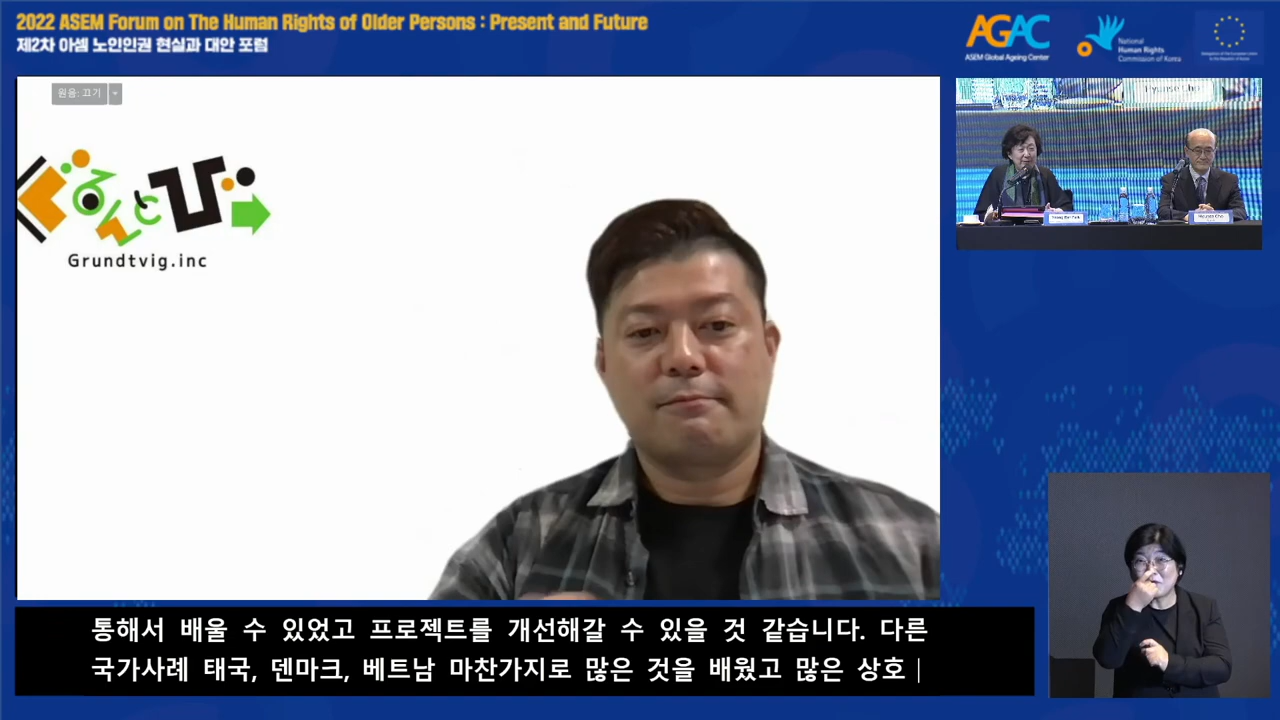 2022 ASEM Forum on The Human Rights of Older Persons : Present and Future
제2차 아셈 노인인권 현실과 대안 포럼
AGAC
ASEM Global Ageing Center
National
Human Rights
Commission of Korea
원음: 끄기
ぐるんとび
Grundtvig.inc
통해서 배울 수 있었고 프로젝트를 개선해갈 수 있을 것 같습니다. 다른
국가사례 태국, 덴마크, 베트남 마찬가지로 많은 것을 배웠고 많은 상호